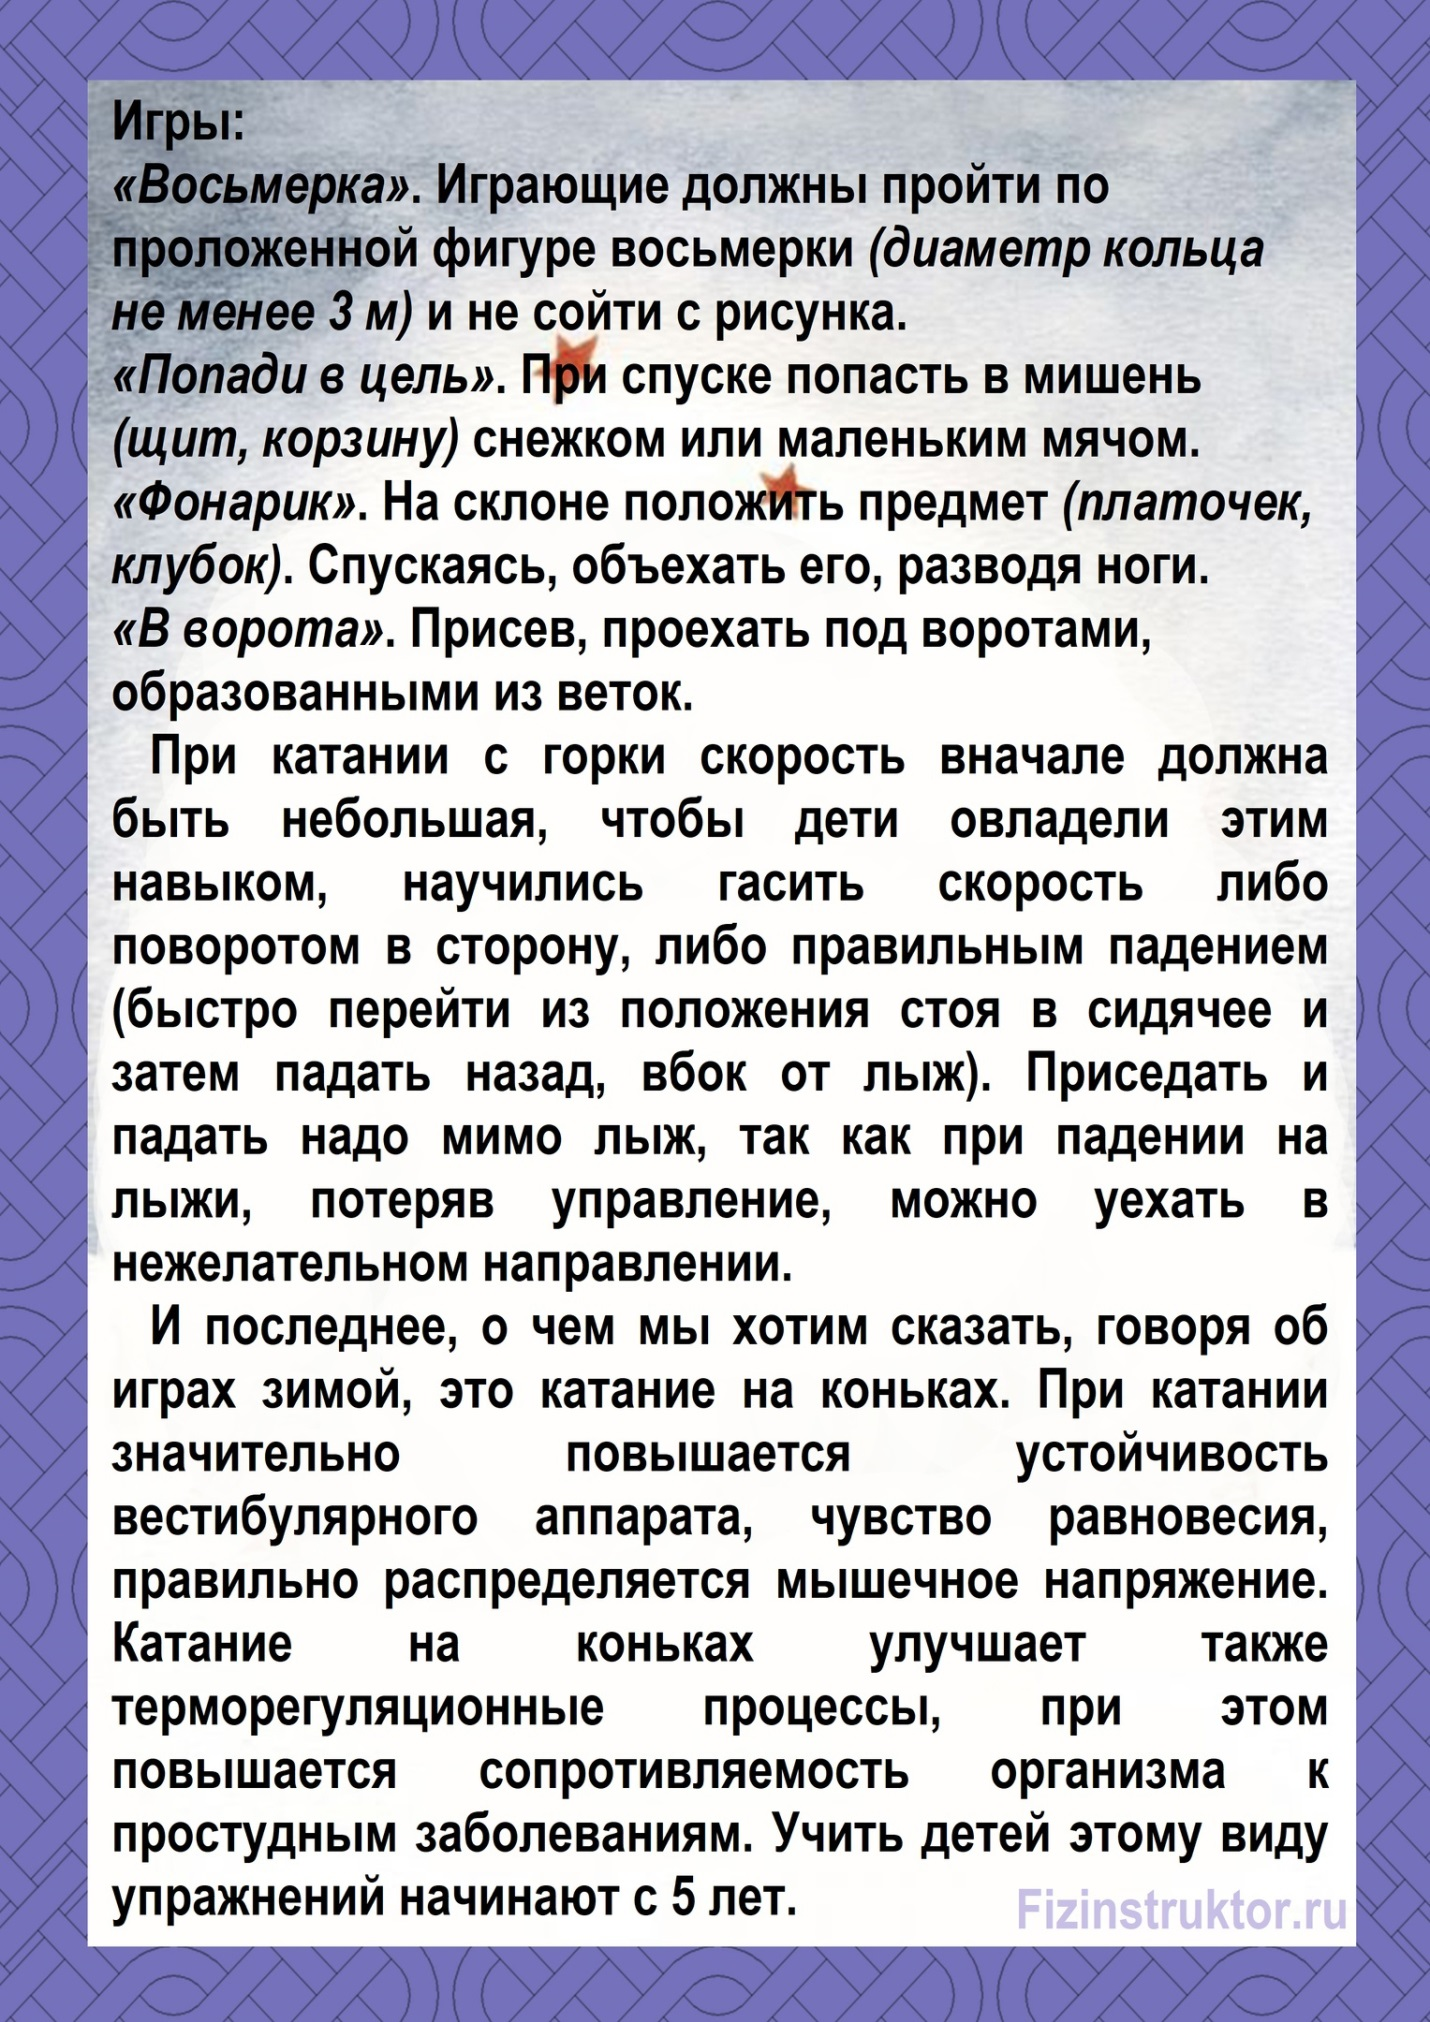 Игры:
«Восьмерка». Играющие должны пройти по
проложенной фигуре восьмерки (диаметр кольца
не менее 3 м) и не сойти с рисунка.
«Попади в цель». При спуске попасть в мишень
(щит, корзину) снежком или маленьким мячом.
«Фонарик». На склоне положить предмет (платочек,
клубок). Спускаясь, объехать его, разводя ноги.
«В ворота». Присев, проехать под воротами,
образованными из веток.
При катании с горки скорость вначале должна
быть небольшая, чтобы дети овладели этим
навыком, научились гасить скорость либо
поворотом в сторону, либо правильным падением
(быстро перейти из положения стоя в сидячее и
затем падать назад, вбок от лыж). Приседать и
падать надо мимо лыж, так как при падении на
лыжи, потеряв управление, можно уехать в
нежелательном направлении.
И последнее, о чем мы хотим сказать, говоря об
играх зимой, это катание на коньках. При катании
значительно повышается устойчивость
вестибулярного аппарата, чувство равновесия,
правильно распределяется мышечное напряжение.
Катание на коньках улучшает также
терморегуляционные процессы, при этом
повышается сопротивляемость организма к
простудным заболеваниям. Учить детей этому виду
упражнений начинают с 5 лет.
Fizinstruktor.ru